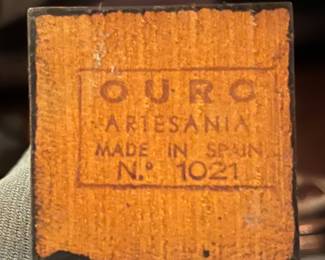 OURO
ARTESANIA
MADE IN SPAIN
N.º 1021